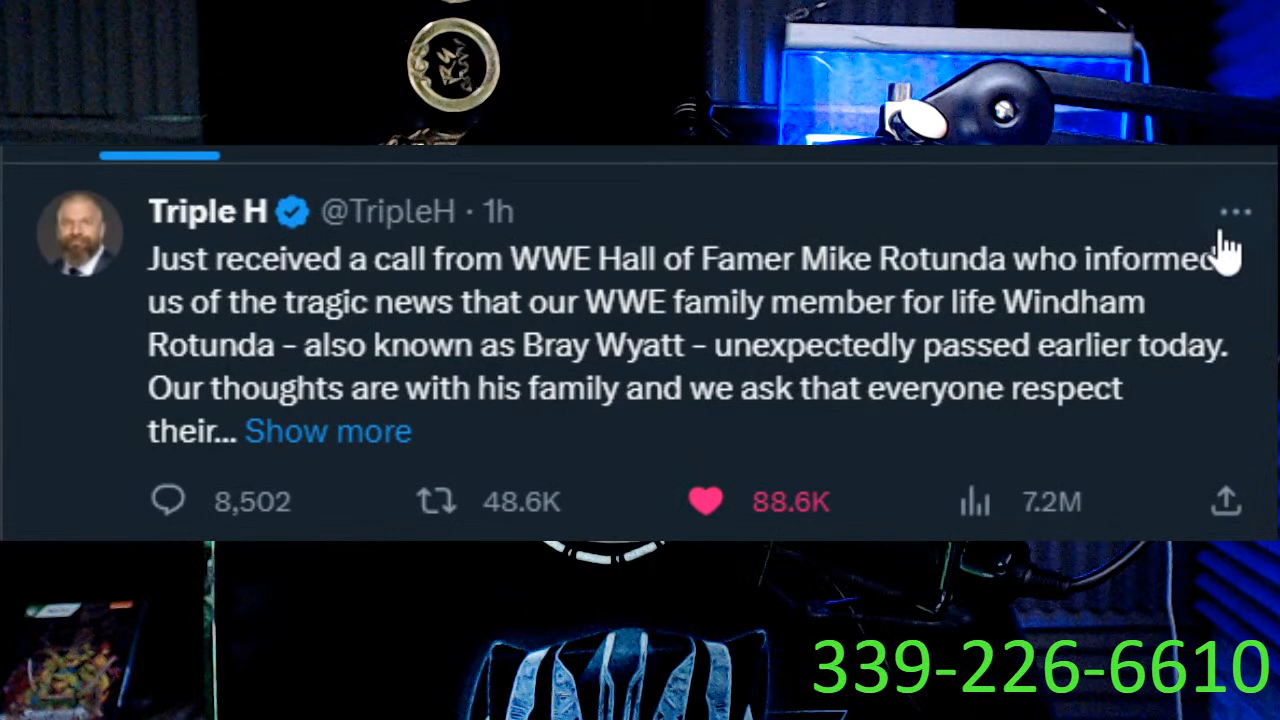 Triple H @TripleH · 1h
Just received a call from WWE Hall of Famer Mike Rotunda who informed
us of the tragic news that our WWE family member for life Windham
Rotunda – also known as Bray Wyatt – unexpectedly passed earlier today.
Our thoughts are with his family and we ask that everyone respect
their... Show more
8,502 48.6K 88.6K 7.2M
339-226-6610